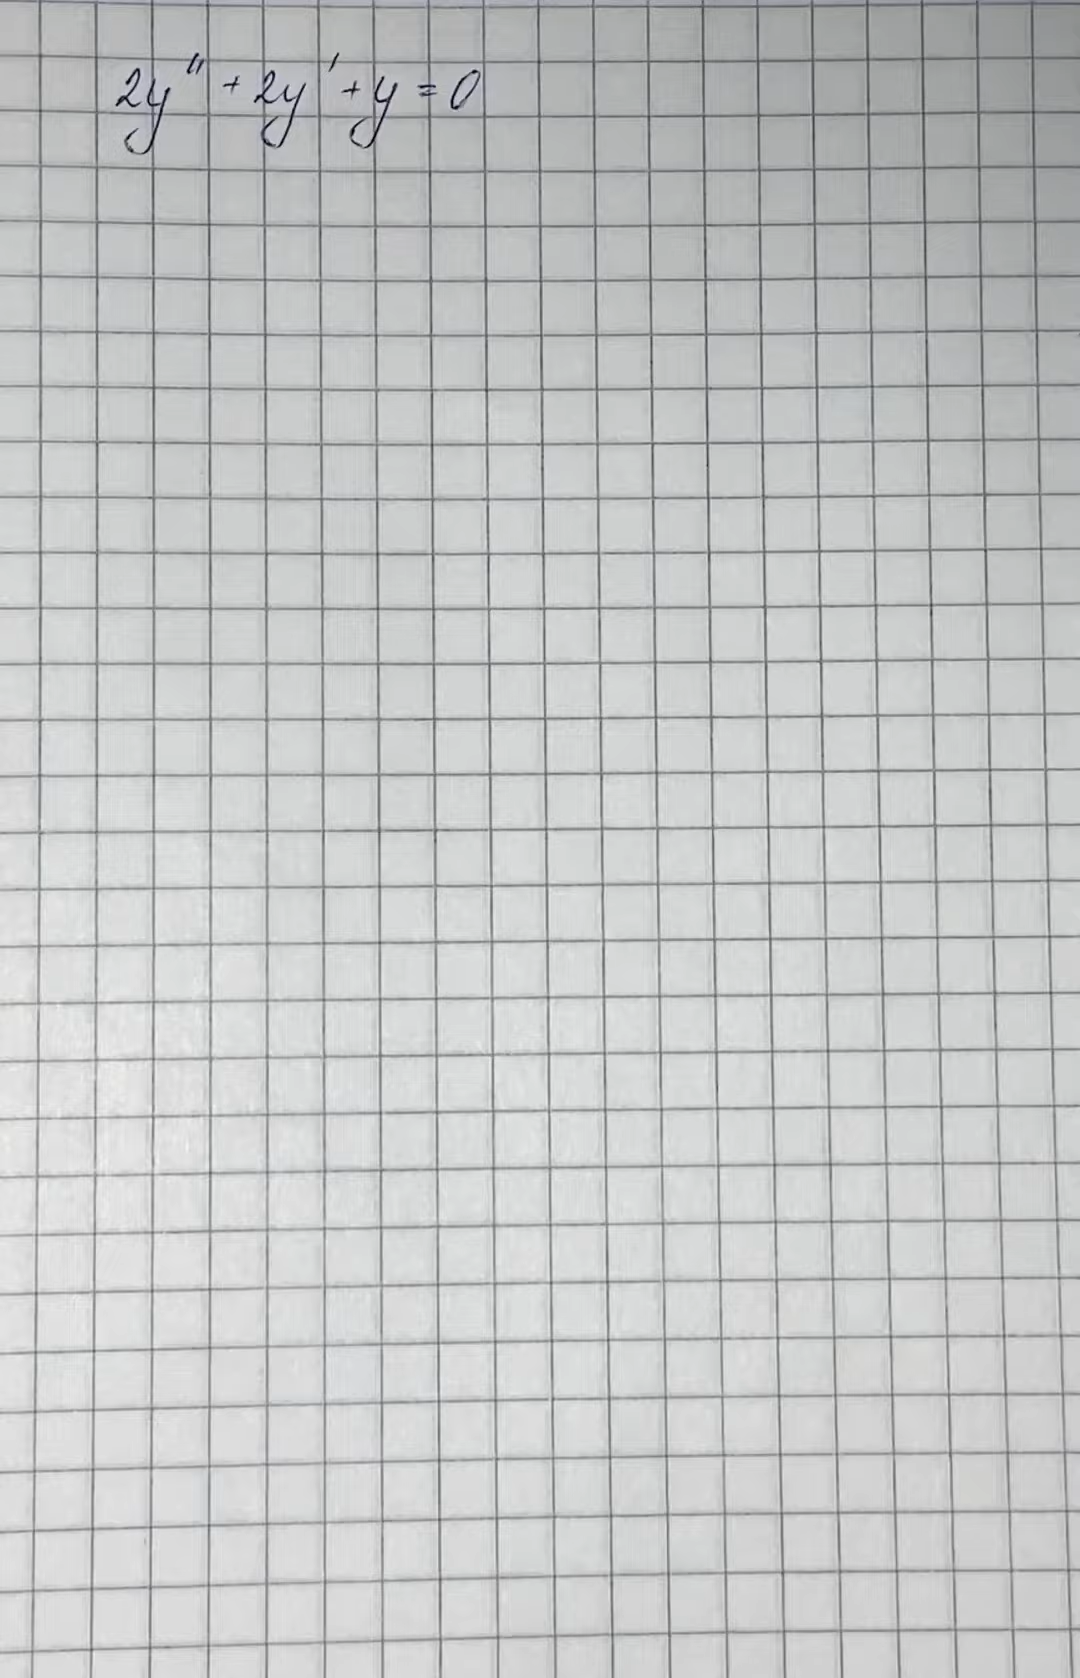 2y'' + 2y' + y = 0